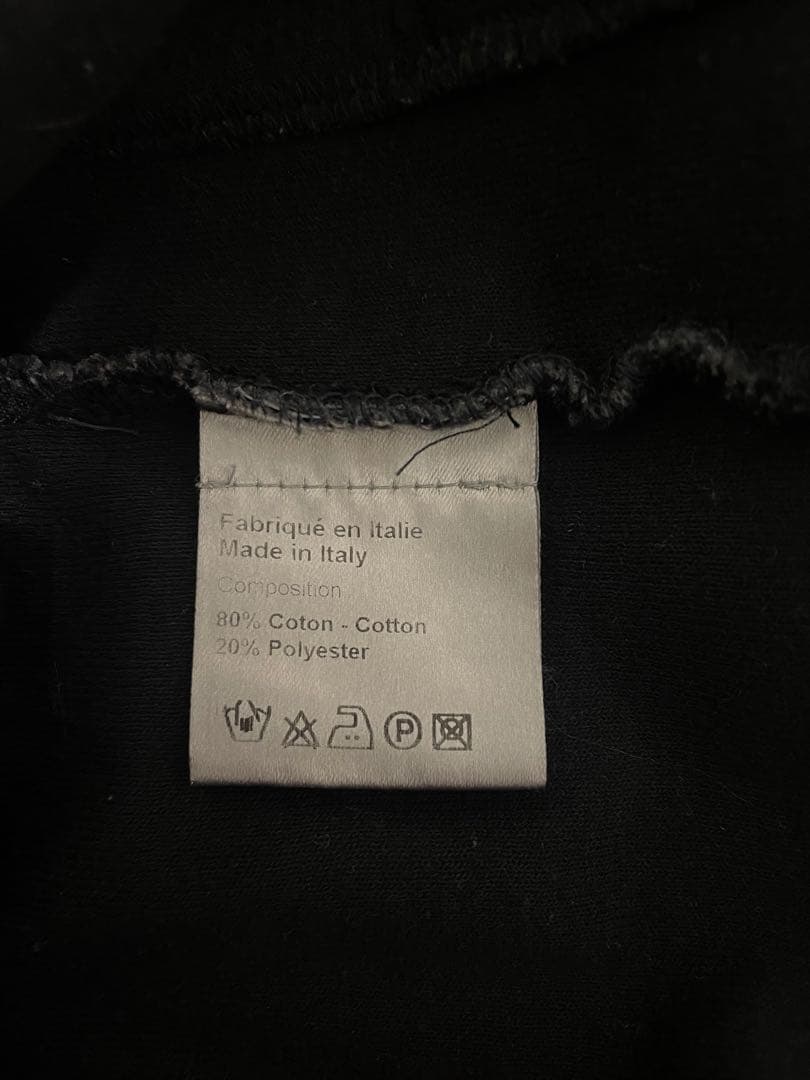 Fabriqué en Italie
Made in Italy
Composition
80% Coton - Cotton
20% Polyester
P